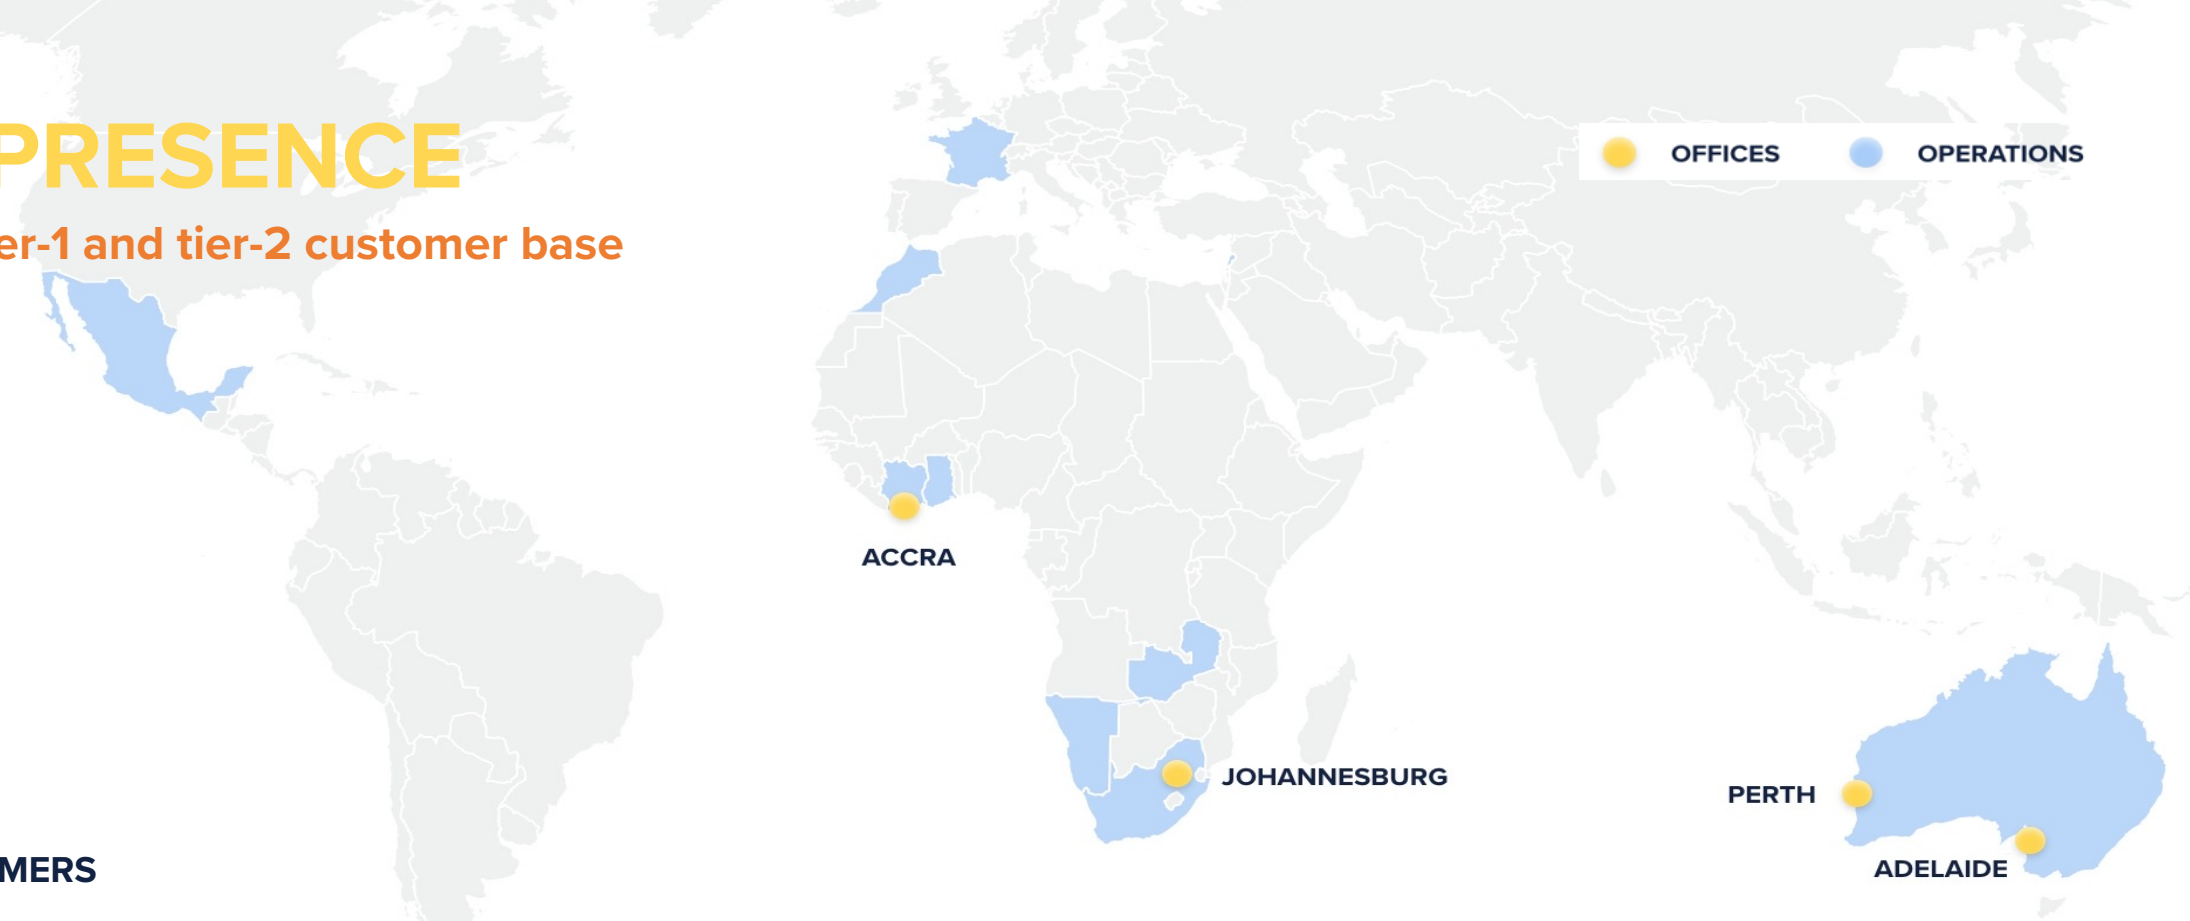 PRESENCE
er-1 and tier-2 customer base
OFFICES OPERATIONS
ACCRA
JOHANNESBURG
PERTH
ADELAIDE
MERS